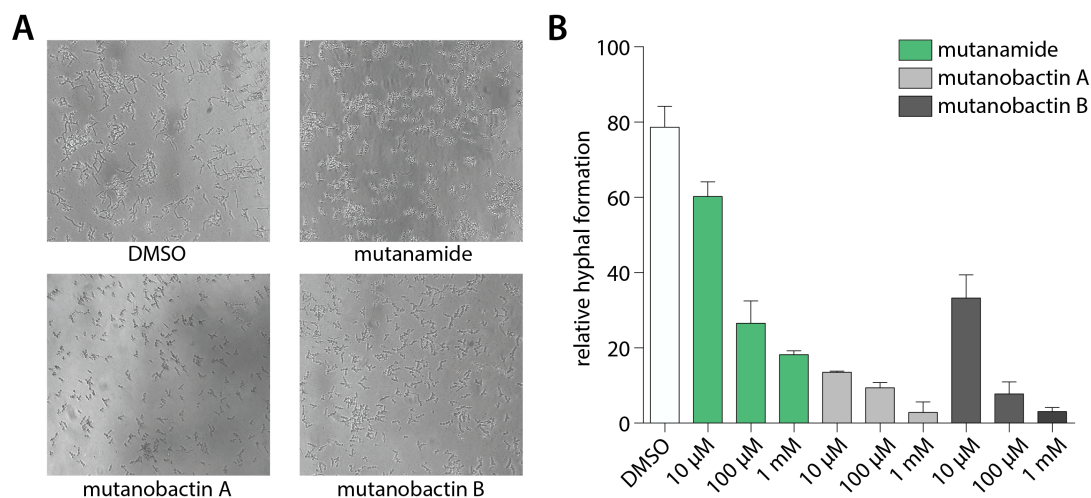 A
DMSO
mutanamide
mutanobactin A
mutanobactin B
B
relative hyphal formation
100
80
60
40
20
0
mutanamide
mutanobactin A
mutanobactin B
DMSO
10 µM
100 µM
1 mM
10 µM
100 µM
1 mM
10 µM
100 µM
1 mM